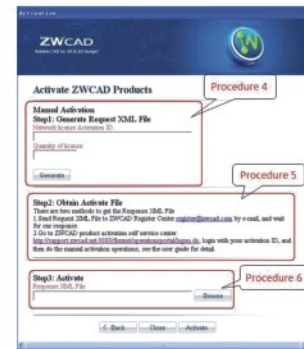 Activation
ZWCAD
Activate ZWCAD Products
Procedure 4
Manual Activation
Step1: Generate Request XML File
Network license Activation ID:
Quantity of license
Generate
Procedure 5
Step2: Obtain Activate File
There are two methods to get the Response XML File
1.Send Request XML File to ZWCAD Register Center register@zwcad.com by e-mail, and wait
for our response.
2.Go to ZWCAD product activation self service center:
login with your activation ID, and
then do the manual activation operations, see the user guide for detail.
Step3: Activate
Procedure 6
Response XML File
Browse
< Back
Close
Activate